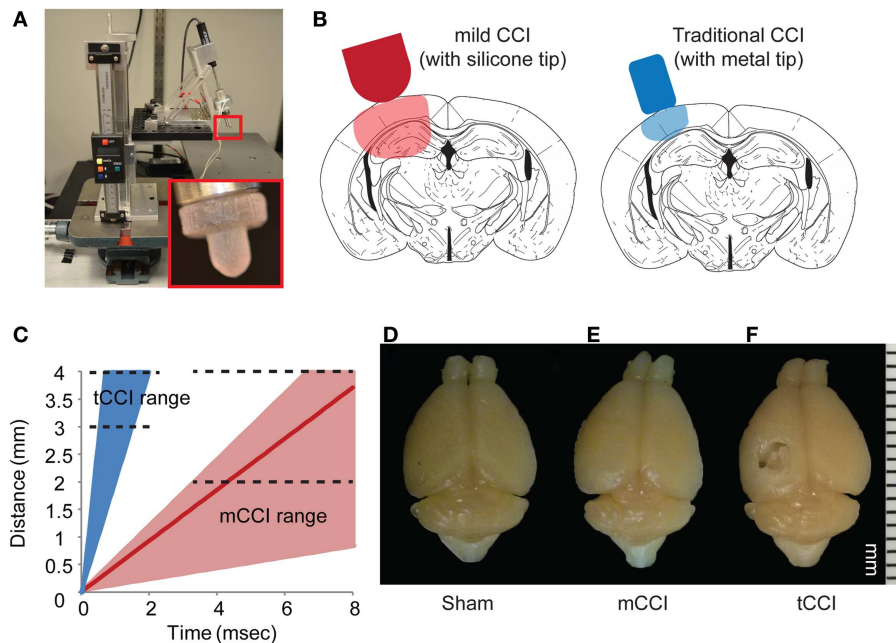 A
B
mild CCI
(with silicone tip)
Traditional CCI
(with metal tip)
C
Distance (mm)
4
3.5
3
2.5
2
1.5
1
0.5
0
tCCI range
mCCI range
0 2 4 6 8
Time (msec)
D E F
mm
Sham mCCI tCCI